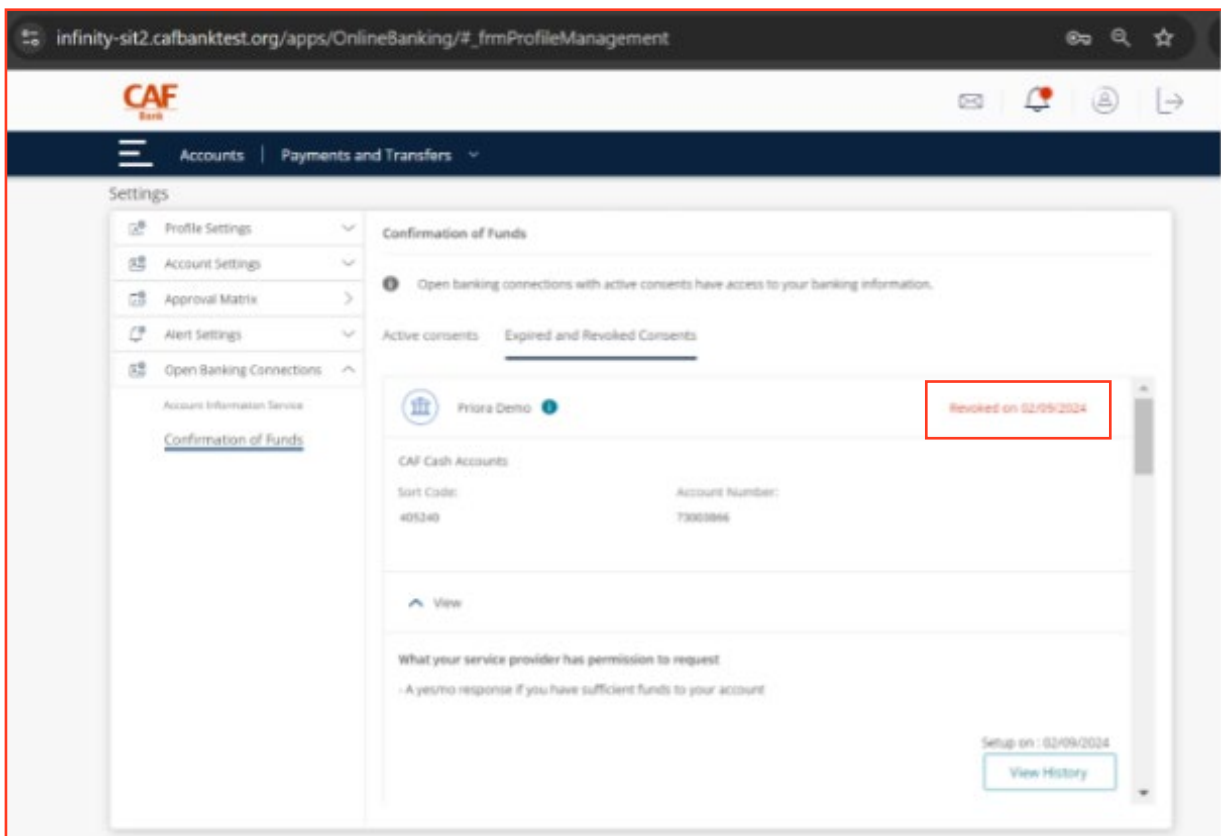 infinity-sit2.cafbanktest.org/apps/OnlineBanking/#_frmProfileManagement
CAF
Bank
Accounts | Payments and Transfers
Settings
Profile Settings
Account Settings
Approval Matrix
Alert Settings
Open Banking Connections
Account Information Service
Confirmation of Funds
Confirmation of Funds
Open banking connections with active consents have access to your banking information.
Active consents Expired and Revoked Consents
Priora Demo
Revoked on 02/09/2024
CAF Cash Accounts
Sort Code: Account Number:
405240 73003866
View
What your service provider has permission to request
- A yes/no response if you have sufficient funds to your account
Setup on : 02/09/2024
View History